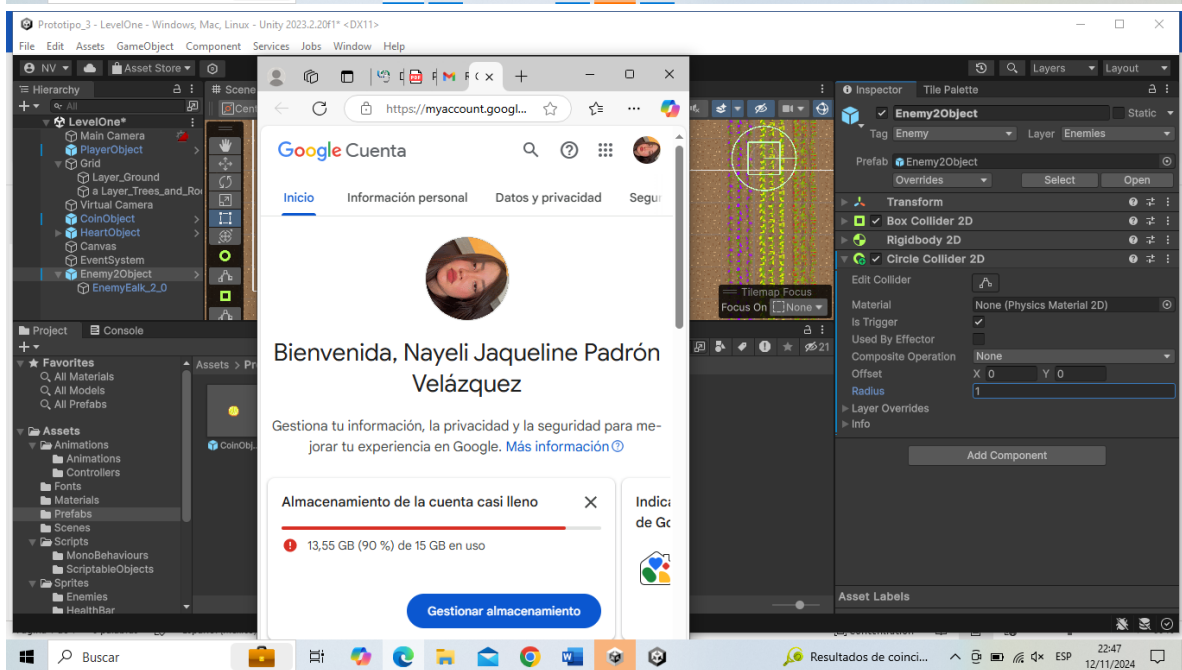 Prototipo_3 - LevelOne - Windows, Mac, Linux - Unity 2023.2.20f1* <DX11>
File Edit Assets GameObject Component Services Jobs Window Help
NV Asset Store
Layers Layout
Hierarchy
All
LevelOne*
Main Camera
PlayerObject
Grid
Layer_Ground
a Layer_Trees_and_Ro
Virtual Camera
CoinObject
HeartObject
Canvas
EventSystem
Enemy2Object
EnemyEalk_2_0
# Scene
Cent
https://myaccount.googl...
Google Cuenta
Inicio Información personal Datos y privacidad Segur
Bienvenida, Nayeli Jaqueline Padrón
Velázquez
Gestiona tu información, la privacidad y la seguridad para me-
jorar tu experiencia en Google. Más información
Almacenamiento de la cuenta casi lleno
13,55 GB (90 %) de 15 GB en uso
Gestionar almacenamiento
Indica
de Go
Tilemap Focus
Focus On None
21
Project Console
Favorites
All Materials
All Models
All Prefabs
Assets
Animations
Animations
Controllers
Fonts
Materials
Prefabs
Scenes
Scripts
MonoBehaviours
ScriptableObjects
Sprites
Enemies
HealthBar
Assets > Pr
CoinObj...
Inspector Tile Palette
Enemy2Object Static
Tag Enemy Layer Enemies
Prefab Enemy2Object
Overrides Select Open
Transform
Box Collider 2D
Rigidbody 2D
Circle Collider 2D
Edit Collider
Material None (Physics Material 2D)
Is Trigger
Used By Effector
Composite Operation None
Offset X 0 Y 0
Radius 1
Layer Overrides
Info
Add Component
Asset Labels
Buscar
Resultados de coinci...
ESP
22:47
12/11/2024